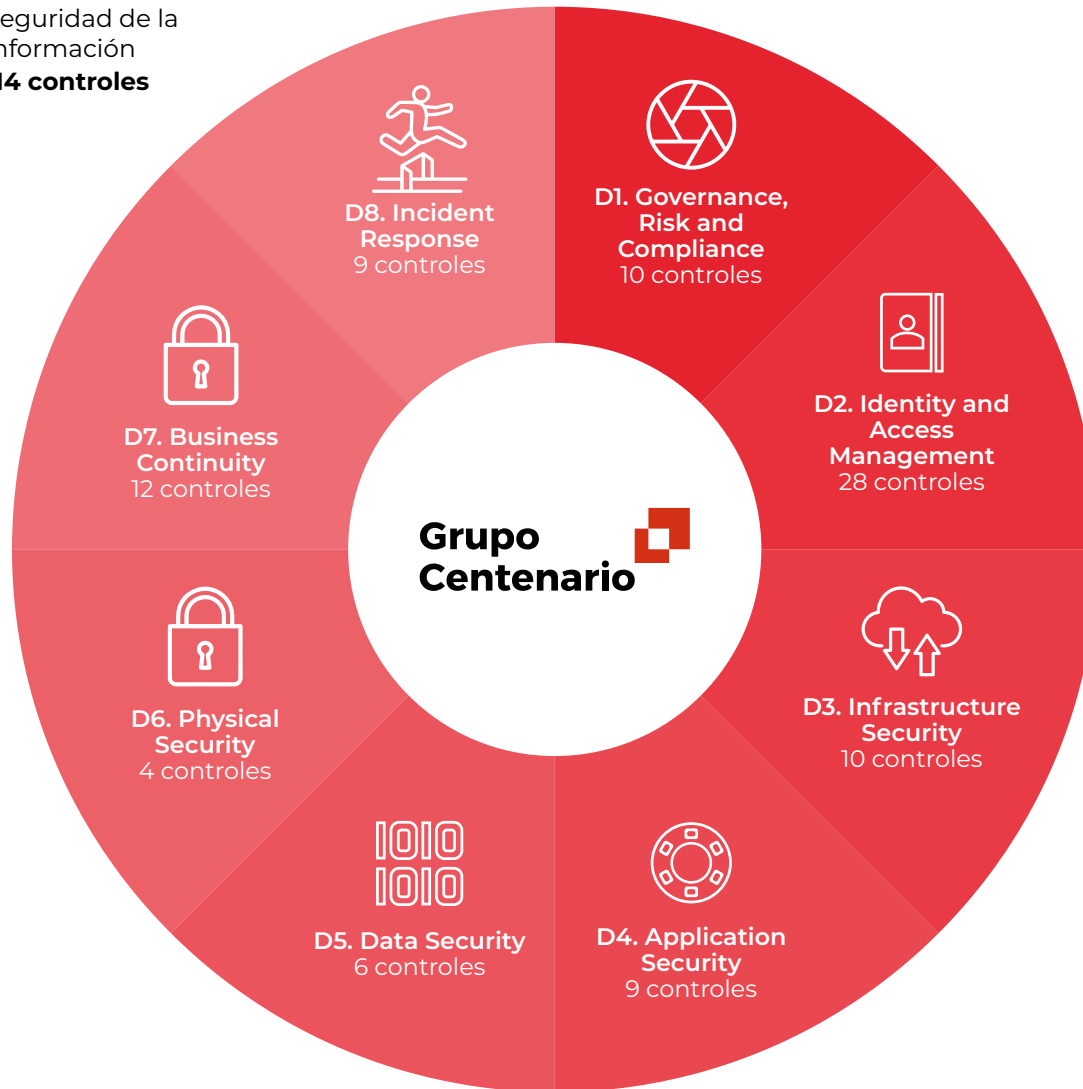 eguridad de la
nformación
14 controles
D8. Incident
Response
9 controles
D1. Governance,
Risk and
Compliance
10 controles
D2. Identity and
Access
Management
28 controles
D3. Infrastructure
Security
10 controles
D4. Application
Security
9 controles
D5. Data Security
6 controles
D6. Physical
Security
4 controles
D7. Business
Continuity
12 controles
Grupo
Centenario
1010
1010